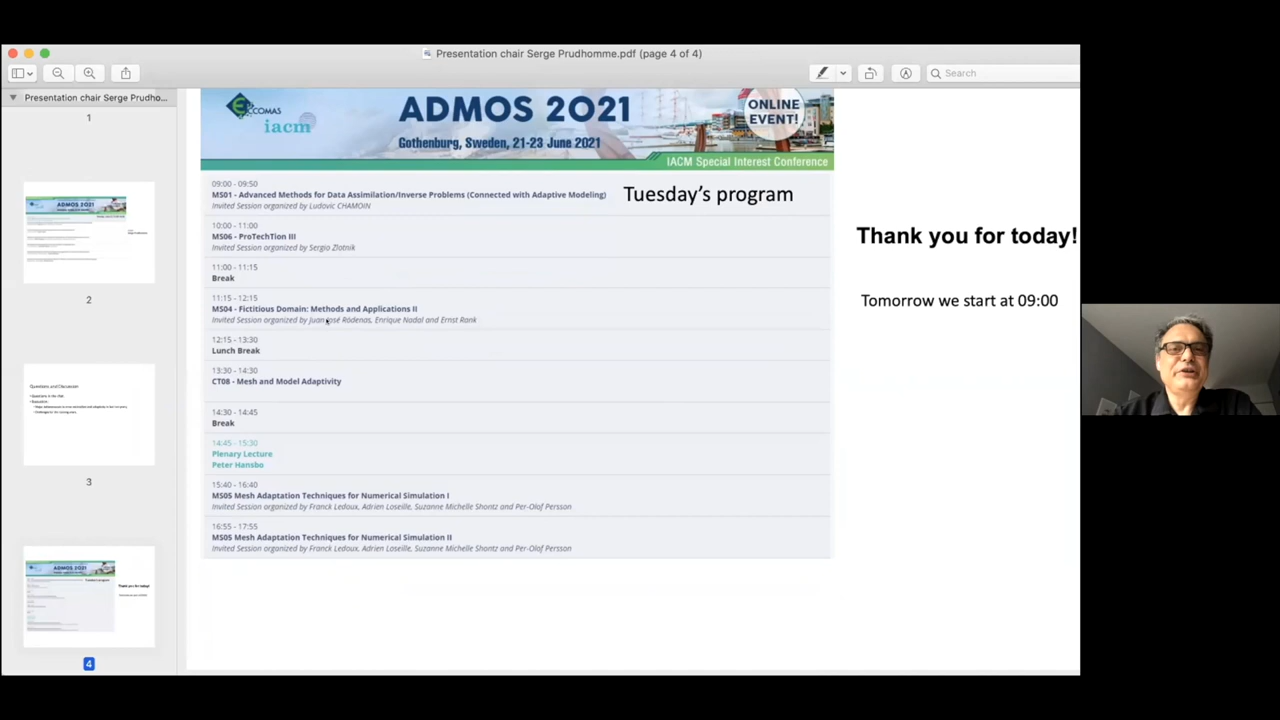 Presentation chair Serge Prudhomme.pdf (page 4 of 4)
Search
Presentation chair Serge Prudho...
1
2
Questions and Discussion
3
4
ECCOMAS
iacm
ADMOS 2021
Gothenburg, Sweden, 21-23 June 2021
ONLINE
EVENT!
IACM Special Interest Conference
Tuesday's program
09:00 - 09:50
MS01 - Advanced Methods for Data Assimilation/Inverse Problems (Connected with Adaptive Modeling)
Invited Session organized by Ludovic CHAMOIN
10:00 - 11:00
MS06 - ProTechTion III
Invited Session organized by Sergio Zlotnik
11:00 - 11:15
Break
11:15 - 12:15
MS04 - Fictitious Domain: Methods and Applications II
Invited Session organized by Juan José Ródenas, Enrique Nadal and Ernst Rank
12:15 - 13:30
Lunch Break
13:30 - 14:30
CT08 - Mesh and Model Adaptivity
14:30 - 14:45
Break
14:45 - 15:30
Plenary Lecture
Peter Hansbo
15:40 - 16:40
MS05 Mesh Adaptation Techniques for Numerical Simulation I
Invited Session organized by Franck Ledoux, Adrien Loseille, Suzanne Michelle Shontz and Per-Olof Persson
16:55 - 17:55
MS05 Mesh Adaptation Techniques for Numerical Simulation II
Invited Session organized by Franck Ledoux, Adrien Loseille, Suzanne Michelle Shontz and Per-Olof Persson
Thank you for today!
Tomorrow we start at 09:00